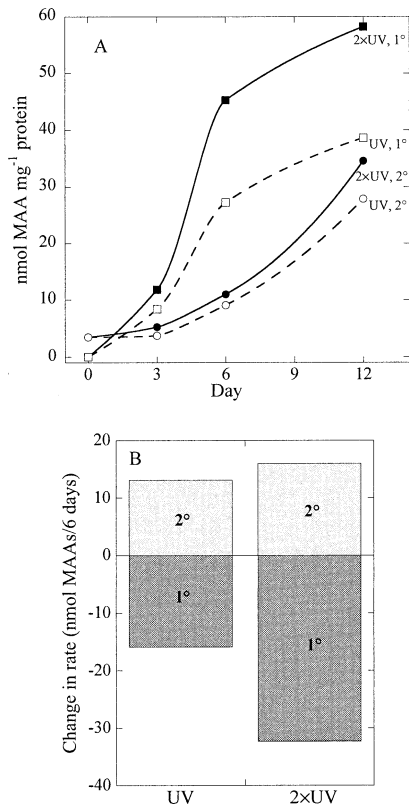 A
60
50
40
30
20
10
0
nmol MAA mg⁻¹ protein
2×UV, 1°
UV, 1°
2×UV, 2°
UV, 2°
0 3 6 9 12
Day
B
20
10
0
-10
-20
-30
-40
Change in rate (nmol MAAs/6 days)
2° 2°
1°
1°
UV 2×UV